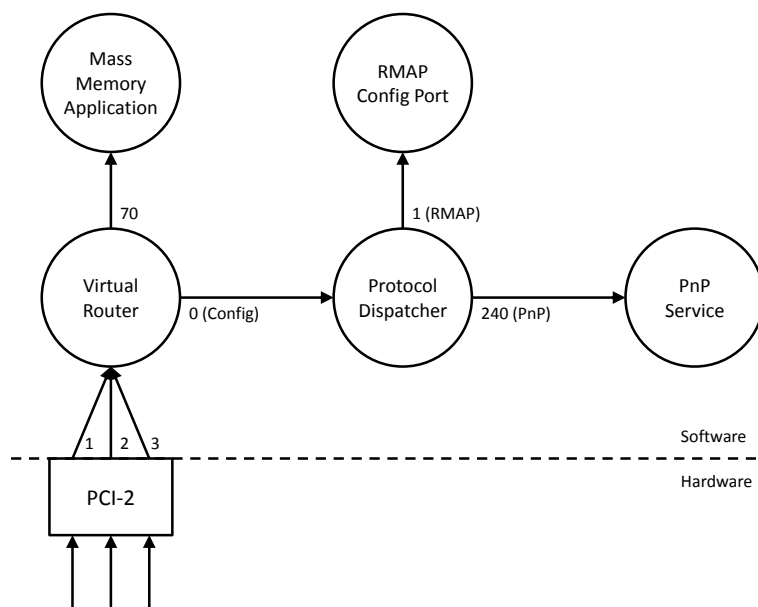 Mass
Memory
Application
RMAP
Config Port
70
1 (RMAP)
Virtual
Router
0 (Config)
Protocol
Dispatcher
240 (PnP)
PnP
Service
1
2
3
Software
Hardware
PCI-2